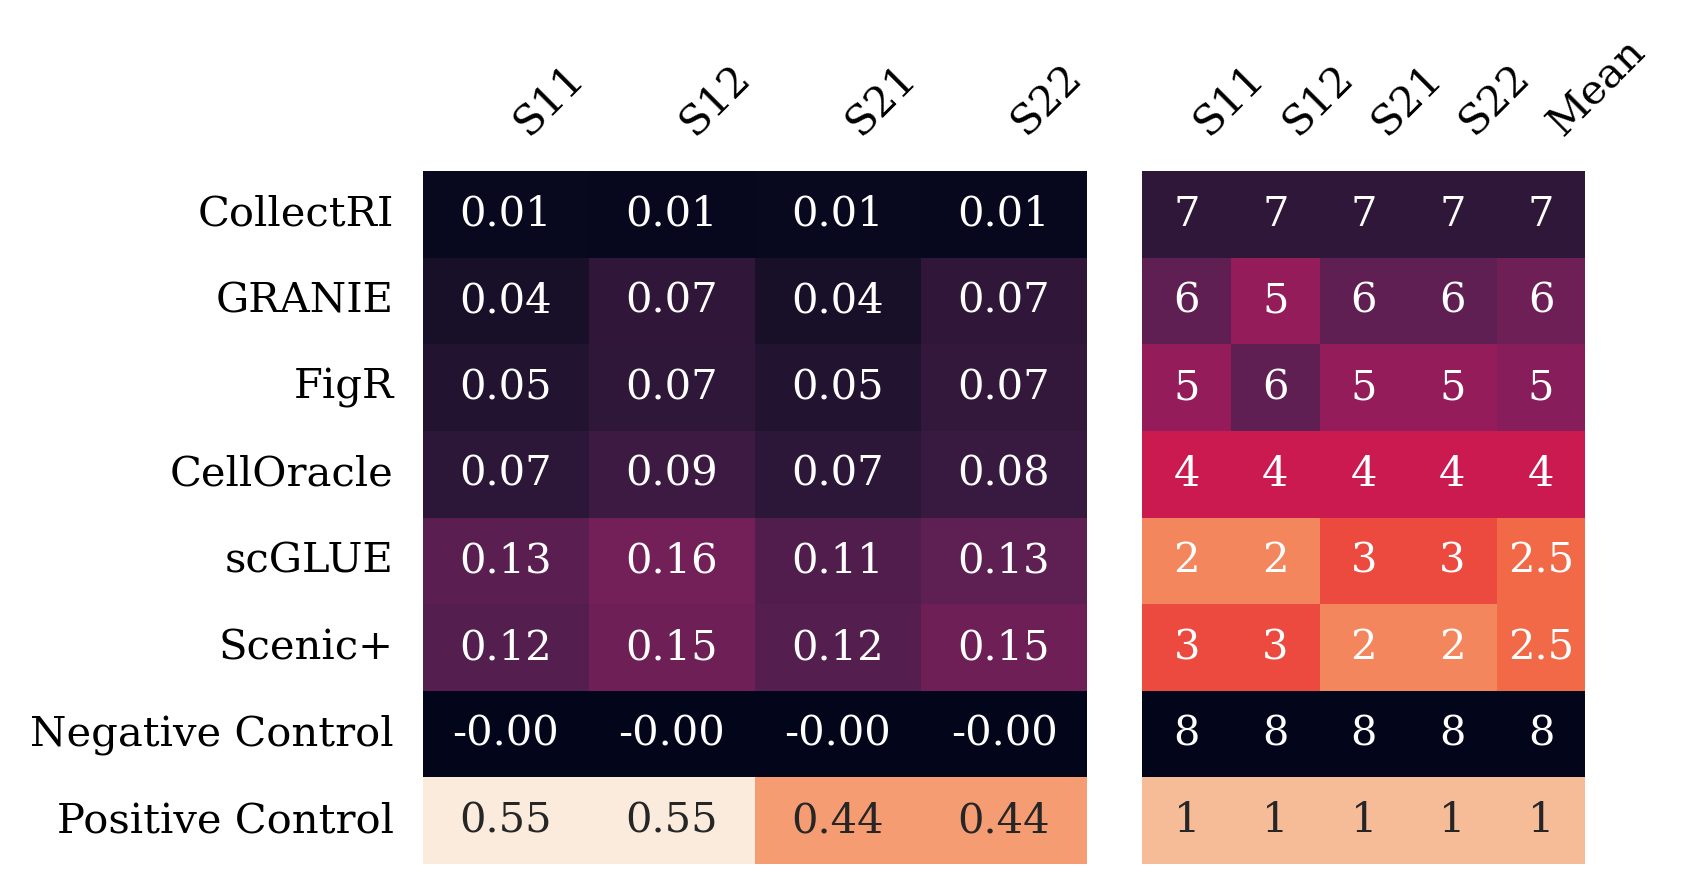 S11 S12 S21 S22 S11 S12 S21 S22 Mean
CollectRI 0.01 0.01 0.01 0.01 7 7 7 7 7
GRANIE 0.04 0.07 0.04 0.07 6 5 6 6 6
FigR 0.05 0.07 0.05 0.07 5 6 5 5 5
CellOracle 0.07 0.09 0.07 0.08 4 4 4 4 4
scGLUE 0.13 0.16 0.11 0.13 2 2 3 3 2.5
Scenic+ 0.12 0.15 0.12 0.15 3 3 2 2 2.5
Negative Control -0.00 -0.00 -0.00 -0.00 8 8 8 8 8
Positive Control 0.55 0.55 0.44 0.44 1 1 1 1 1